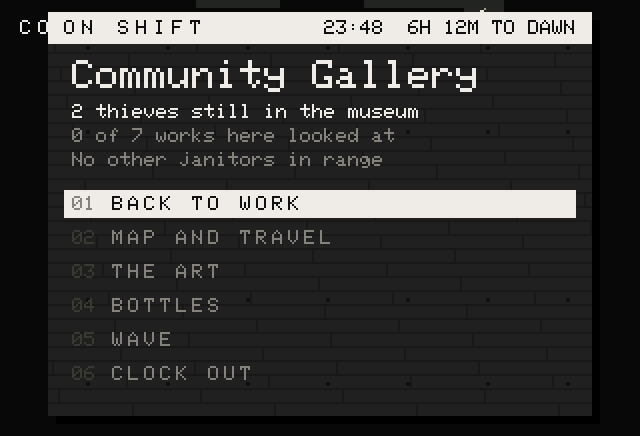 CO
ON SHIFT 23:48 6H 12M TO DAWN
Community Gallery
2 thieves still in the museum
0 of 7 works here looked at
No other janitors in range
01 BACK TO WORK
02 MAP AND TRAVEL
03 THE ART
04 BOTTLES
05 WAVE
06 CLOCK OUT